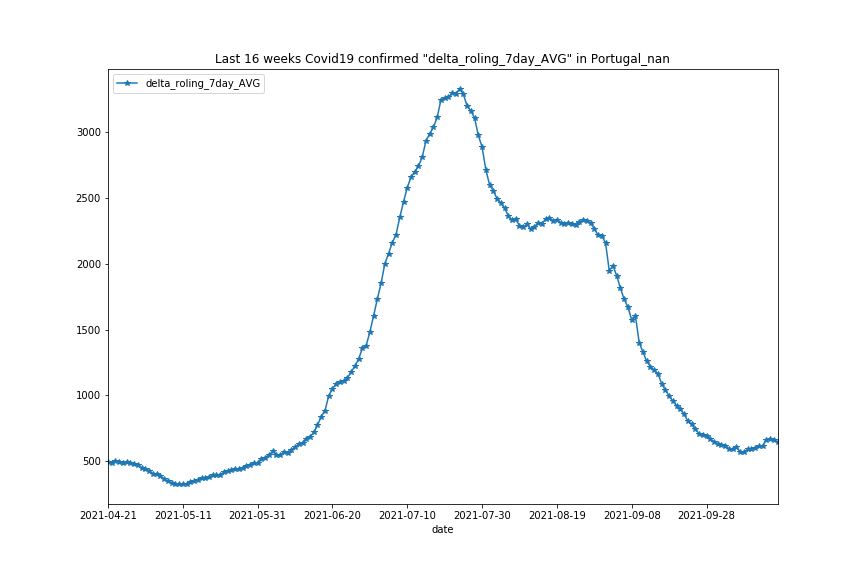 Last 16 weeks Covid19 confirmed "delta_roling_7day_AVG" in Portugal_nan
delta_roling_7day_AVG
3000
2500
2000
1500
1000
500
2021-04-21 2021-05-11 2021-05-31 2021-06-20 2021-07-10 2021-07-30 2021-08-19 2021-09-08 2021-09-28
date